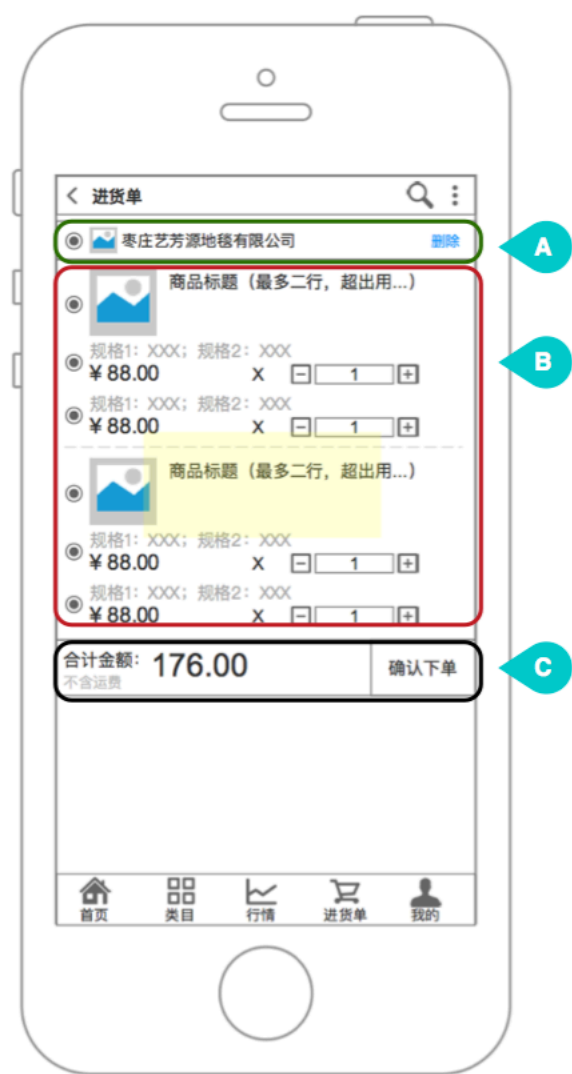 进货单
枣庄艺芳源地毯有限公司 删除
A
商品标题（最多二行，超出用...）
规格1：XXX；规格2：XXX
¥ 88.00 X - 1 +
B
规格1：XXX；规格2：XXX
¥ 88.00 X - 1 +
商品标题（最多二行，超出用...）
规格1：XXX；规格2：XXX
¥ 88.00 X - 1 +
规格1：XXX；规格2：XXX
¥ 88.00 X - 1 +
合计金额：176.00 确认下单
不含运费
C
首页 类目 行情 进货单 我的